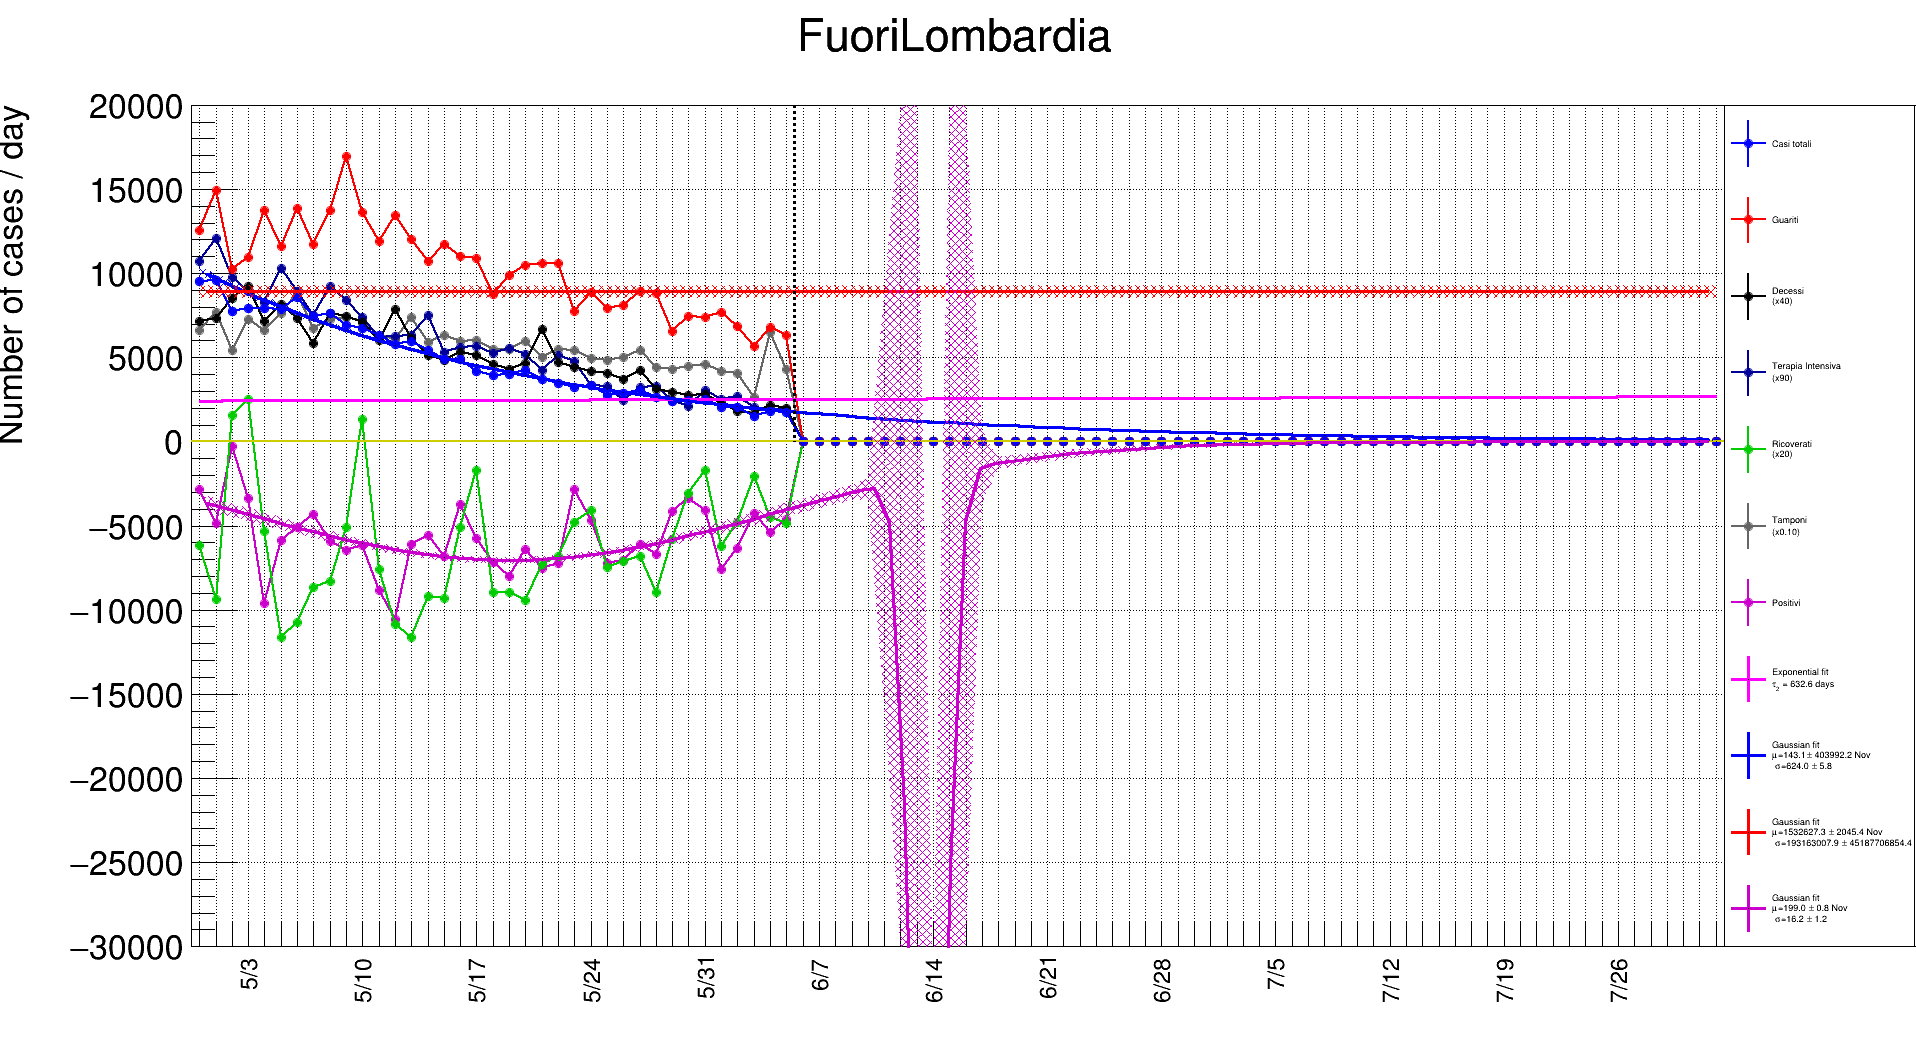 FuoriLombardia
Number of cases / day
20000
15000
10000
5000
0
−5000
−10000
−15000
−20000
−25000
−30000
5/3
5/10
5/17
5/24
5/31
6/7
6/14
6/21
6/28
7/5
7/12
7/19
7/26
Casi totali
Guariti
Decessi
(x40)
Terapia Intensiva
(x90)
Ricoverati
(x20)
Tamponi
(x0.10)
Positivi
Exponential fit
τ₂ = 632.6 days
Gaussian fit
μ=143.1 ± 403992.2 Nov
σ=624.0 ± 5.8
Gaussian fit
μ=1532627.3 ± 2045.4 Nov
σ=193163007.9 ± 45187706854.4
Gaussian fit
μ=199.0 ± 0.8 Nov
σ=16.2 ± 1.2